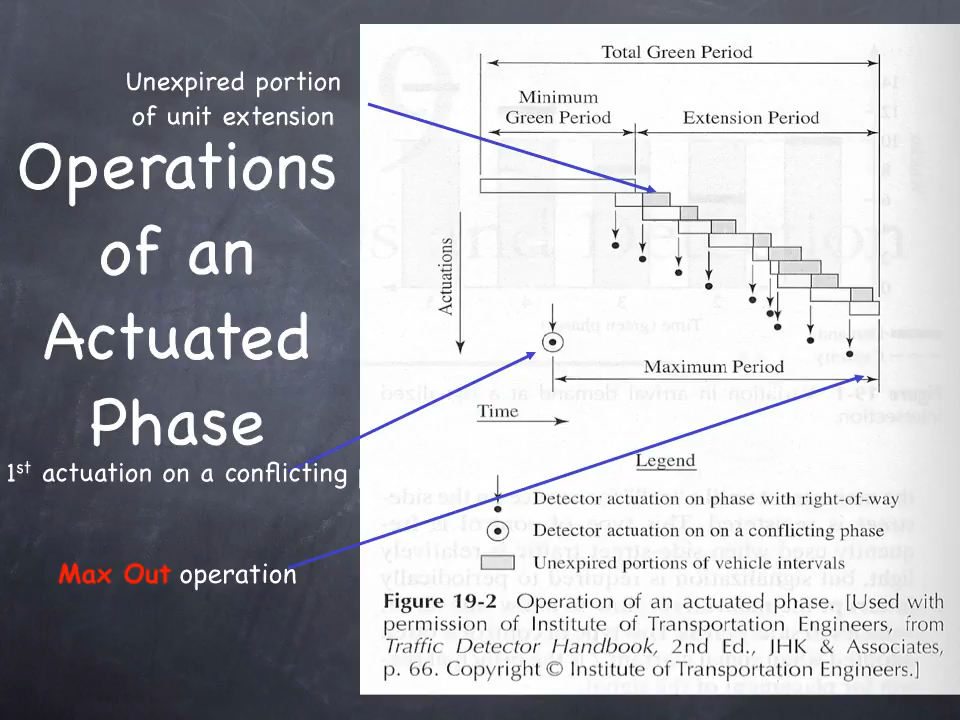 Unexpired portion
of unit extension
Operations
of an
Actuated
Phase
1st actuation on a conflicting
Max Out operation
Total Green Period
Minimum
Green Period
Extension Period
Actuations
Maximum Period
Time
Legend
Detector actuation on phase with right-of-way
Detector actuation on on a conflicting phase
Unexpired portions of vehicle intervals
Figure 19-2 Operation of an actuated phase. [Used with
permission of Institute of Transportation Engineers, from
Traffic Detector Handbook, 2nd Ed., JHK & Associates,
p. 66. Copyright © Institute of Transportation Engineers.]